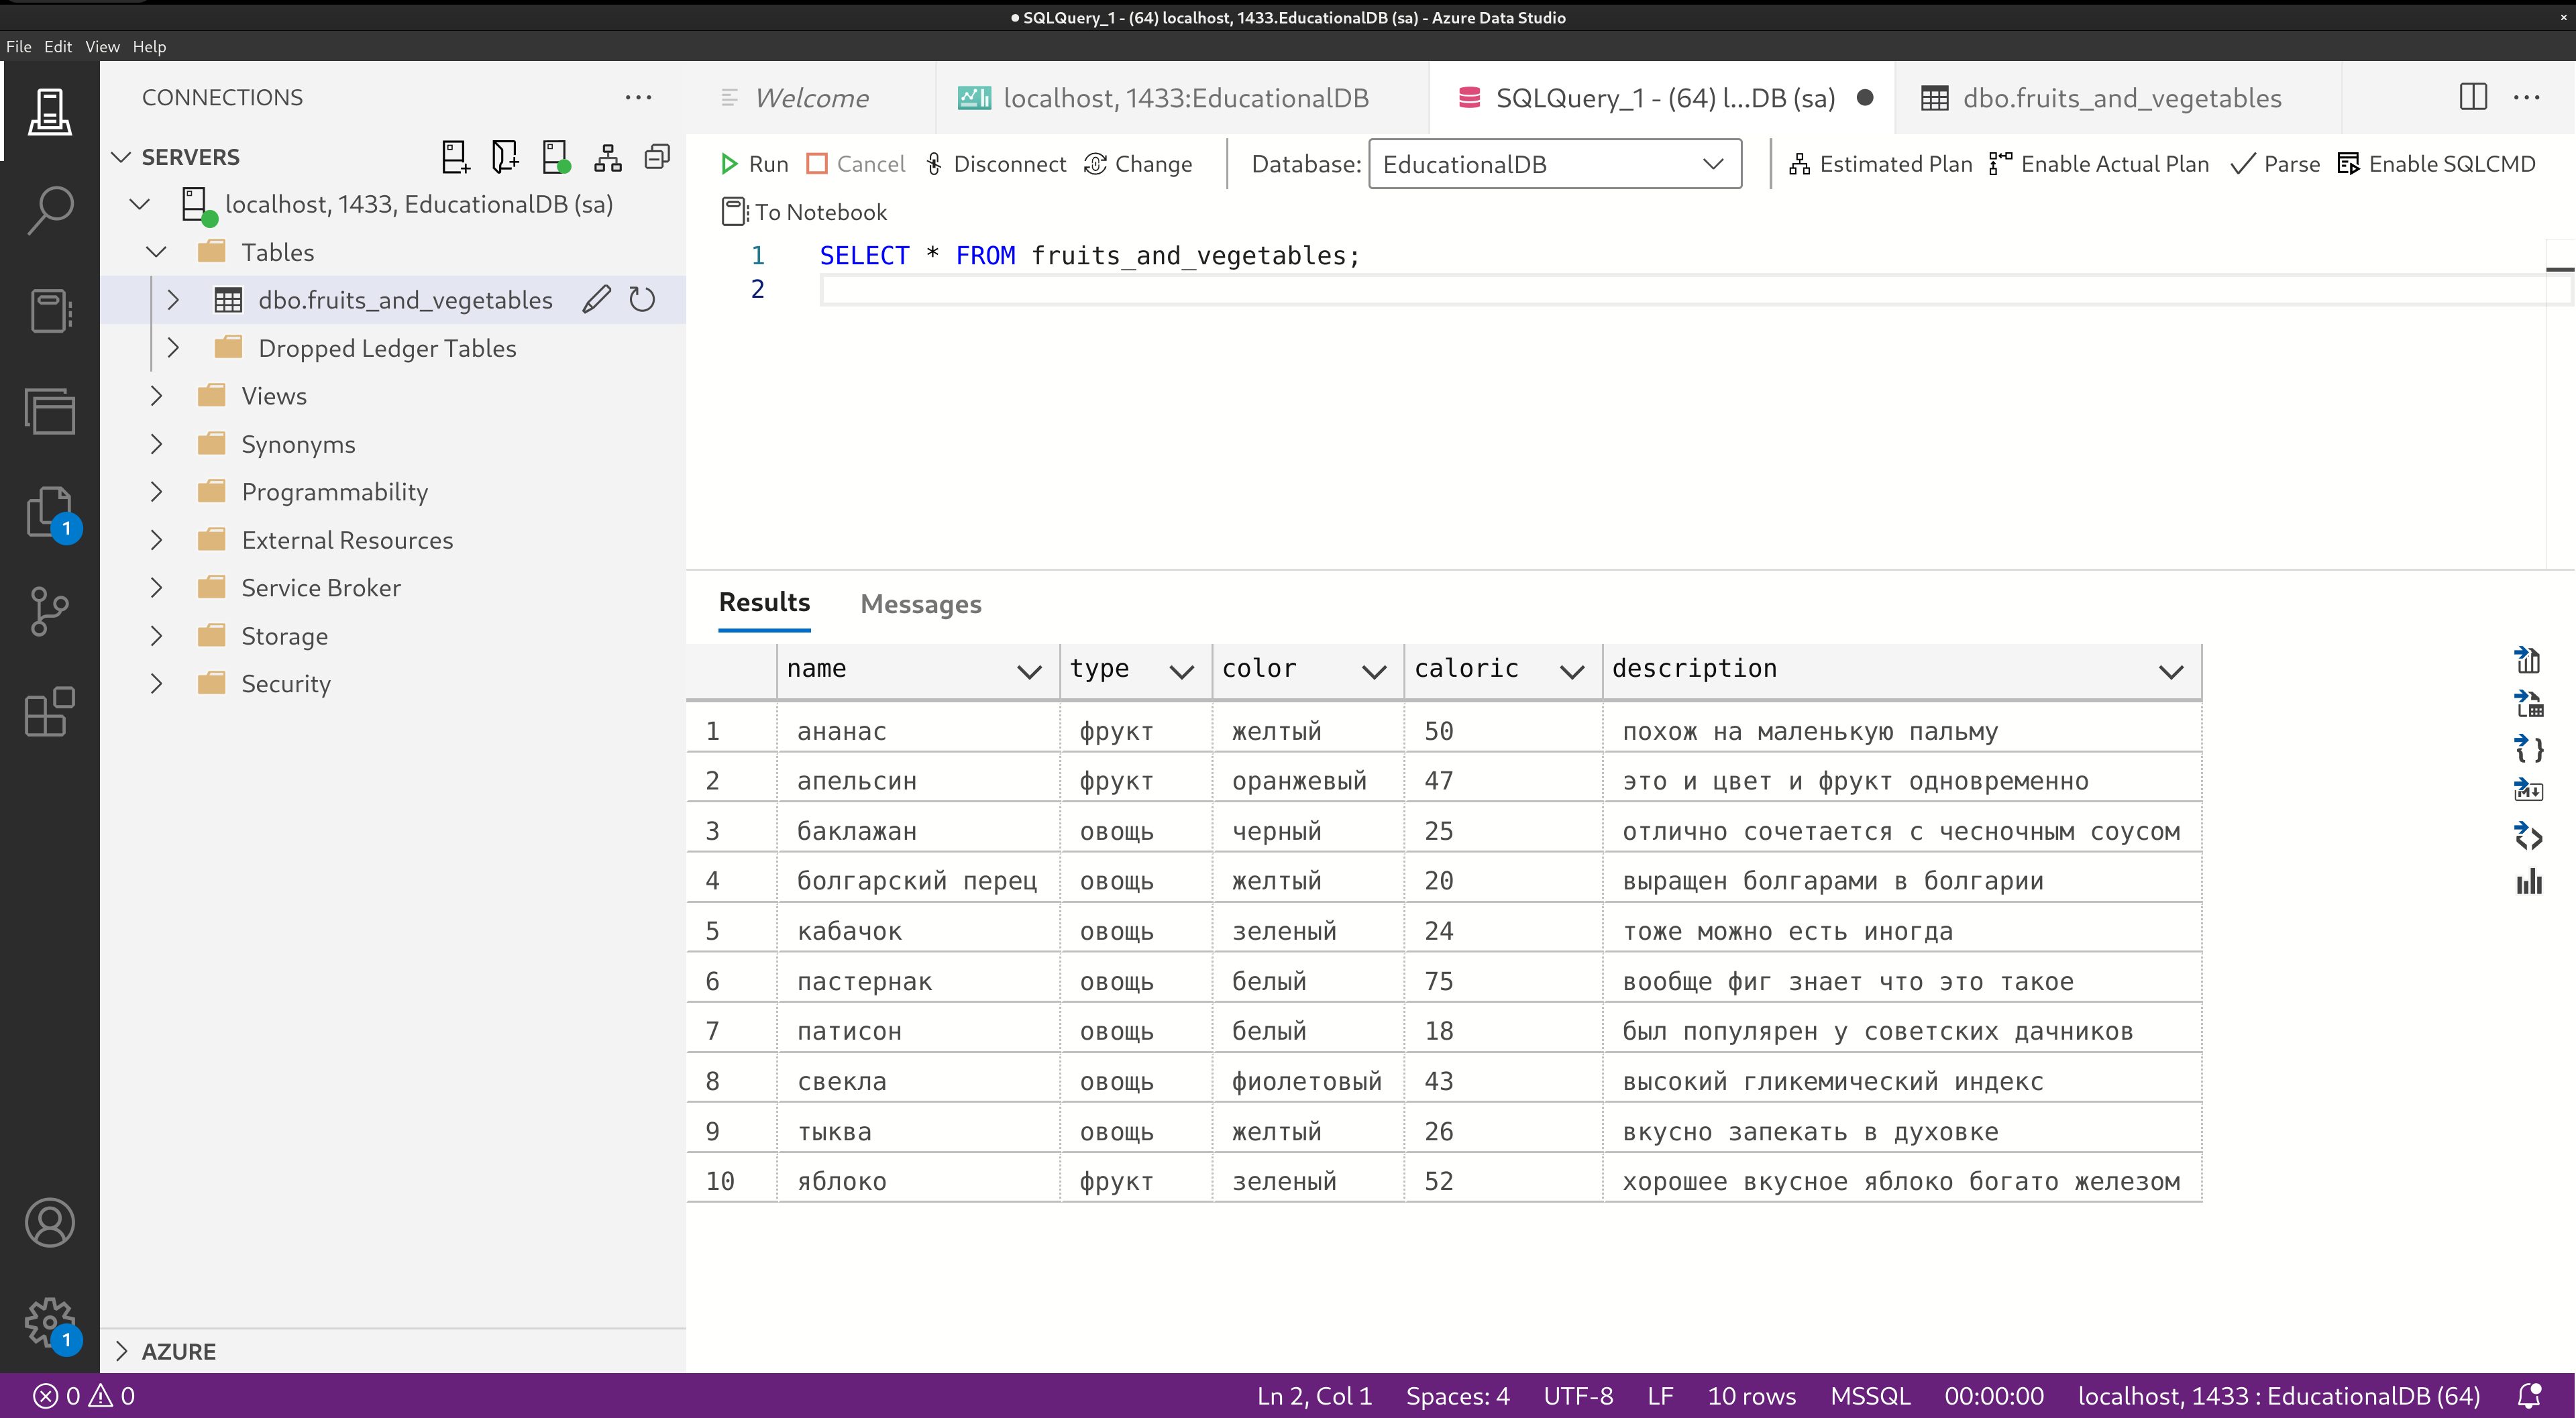 SQLQuery_1 - (64) localhost, 1433.EducationalDB (sa) - Azure Data Studio
File Edit View Help
CONNECTIONS
Welcome localhost, 1433:EducationalDB SQLQuery_1 - (64) l...DB (sa) dbo.fruits_and_vegetables
SERVERS
localhost, 1433, EducationalDB (sa)
Tables
dbo.fruits_and_vegetables
Dropped Ledger Tables
Views
Synonyms
Programmability
External Resources
Service Broker
Storage
Security
1
1
AZURE
Run Cancel Disconnect Change Database: EducationalDB Estimated Plan Enable Actual Plan Parse Enable SQLCMD
To Notebook
1 SELECT * FROM fruits_and_vegetables;
2
Results Messages
name type color caloric description
1 ананас фрукт желтый 50 похож на маленькую пальму
2 апельсин фрукт оранжевый 47 это и цвет и фрукт одновременно
3 баклажан овощь черный 25 отлично сочетается с чесночным соусом
4 болгарский перец овощь желтый 20 выращен болгарами в болгарии
5 кабачок овощь зеленый 24 тоже можно есть иногда
6 пастернак овощь белый 75 вообще фиг знает что это такое
7 патисон овощь белый 18 был популярен у советских дачников
8 свекла овощь фиолетовый 43 высокий гликемический индекс
9 тыква овощь желтый 26 вкусно запекать в духовке
10 яблоко фрукт зеленый 52 хорошее вкусное яблоко богато железом
0 0 Ln 2, Col 1 Spaces: 4 UTF-8 LF 10 rows MSSQL 00:00:00 localhost, 1433 : EducationalDB (64)